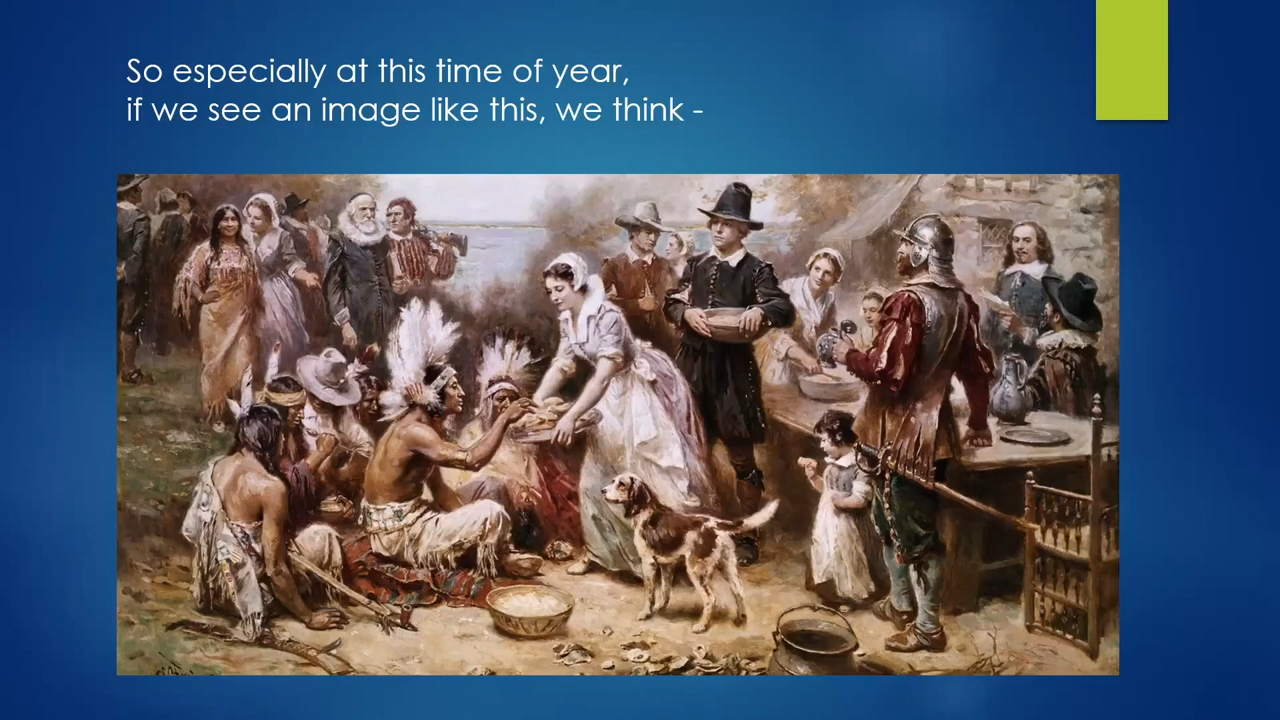 So especially at this time of year,
if we see an image like this, we think -